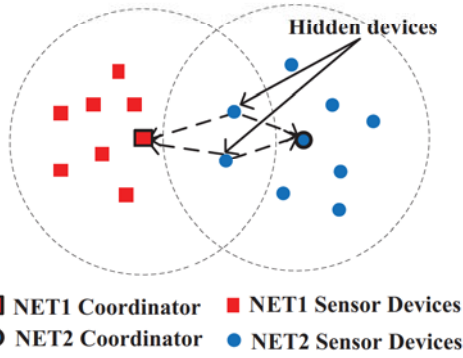 Hidden devices
NET1 Coordinator
NET1 Sensor Devices
NET2 Coordinator
NET2 Sensor Devices